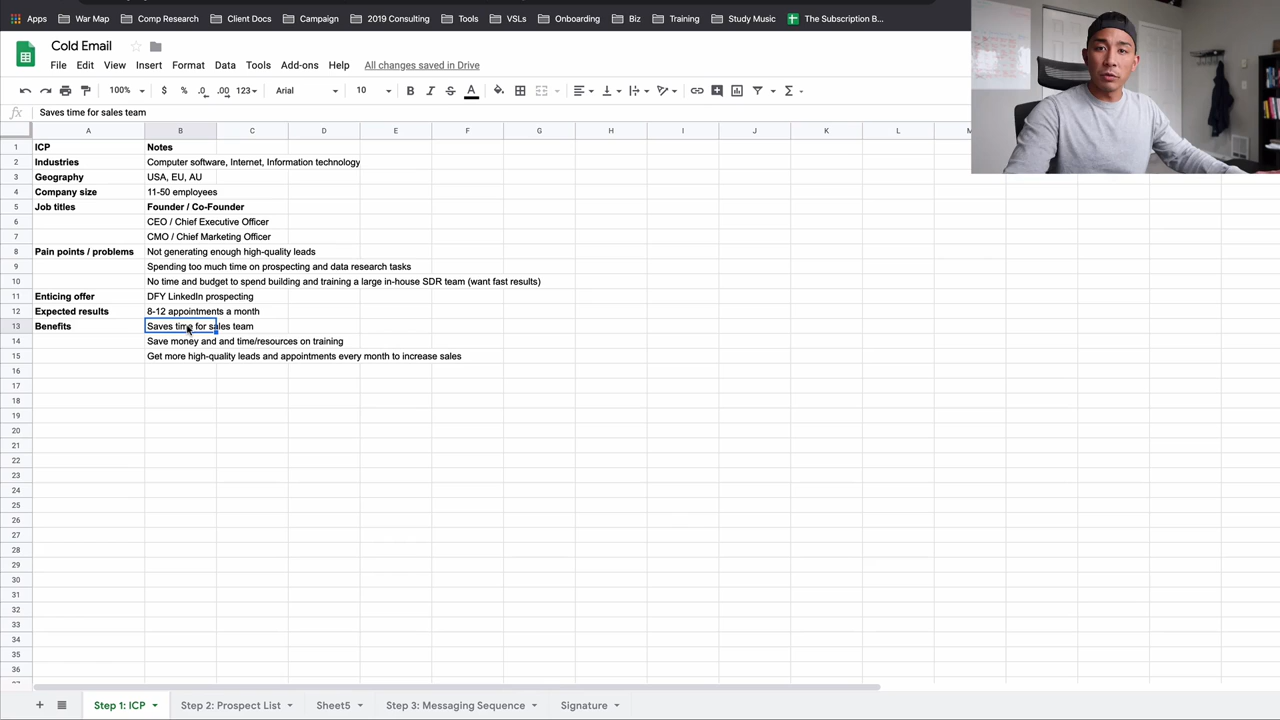 Apps War Map Comp Research Client Docs Campaign 2019 Consulting Tools VSLs Onboarding Biz Training Study Music The Subscription B...
Cold Email
File Edit View Insert Format Data Tools Add-ons Help All changes saved in Drive
100% $ % .0 .00 123 Arial 10 B I S A
fx Saves time for sales team
A B C D E F G H I J K L M
1 ICP Notes
2 Industries Computer software, Internet, Information technology
3 Geography USA, EU, AU
4 Company size 11-50 employees
5 Job titles Founder / Co-Founder
6 CEO / Chief Executive Officer
7 CMO / Chief Marketing Officer
8 Pain points / problems Not generating enough high-quality leads
9 Spending too much time on prospecting and data research tasks
10 No time and budget to spend building and training a large in-house SDR team (want fast results)
11 Enticing offer DFY LinkedIn prospecting
12 Expected results 8-12 appointments a month
13 Benefits Saves time for sales team
14 Save money and and time/resources on training
15 Get more high-quality leads and appointments every month to increase sales
16
17
18
19
20
21
22
23
24
25
26
27
28
29
30
31
32
33
34
35
36
Step 1: ICP Step 2: Prospect List Sheet5 Step 3: Messaging Sequence Signature